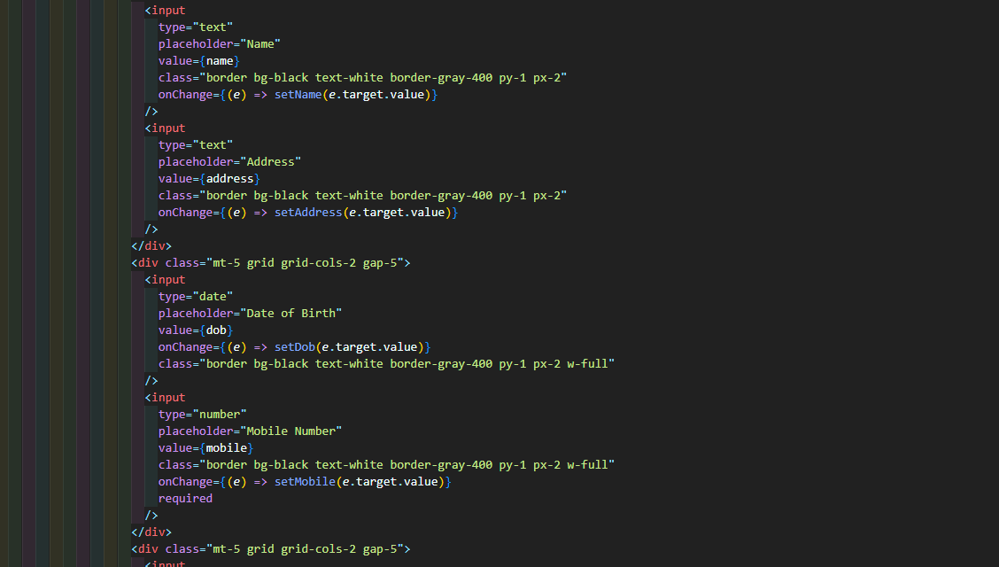 <input
type="text"
placeholder="Name"
value={name}
class="border bg-black text-white border-gray-400 py-1 px-2"
onChange={(e) => setName(e.target.value)}
/>
<input
type="text"
placeholder="Address"
value={address}
class="border bg-black text-white border-gray-400 py-1 px-2"
onChange={(e) => setAddress(e.target.value)}
/>
</div>
<div class="mt-5 grid grid-cols-2 gap-5">
<input
type="date"
placeholder="Date of Birth"
value={dob}
onChange={(e) => setDob(e.target.value)}
class="border bg-black text-white border-gray-400 py-1 px-2 w-full"
/>
<input
type="number"
placeholder="Mobile Number"
value={mobile}
class="border bg-black text-white border-gray-400 py-1 px-2 w-full"
onChange={(e) => setMobile(e.target.value)}
required
/>
</div>
<div class="mt-5 grid grid-cols-2 gap-5">
<input